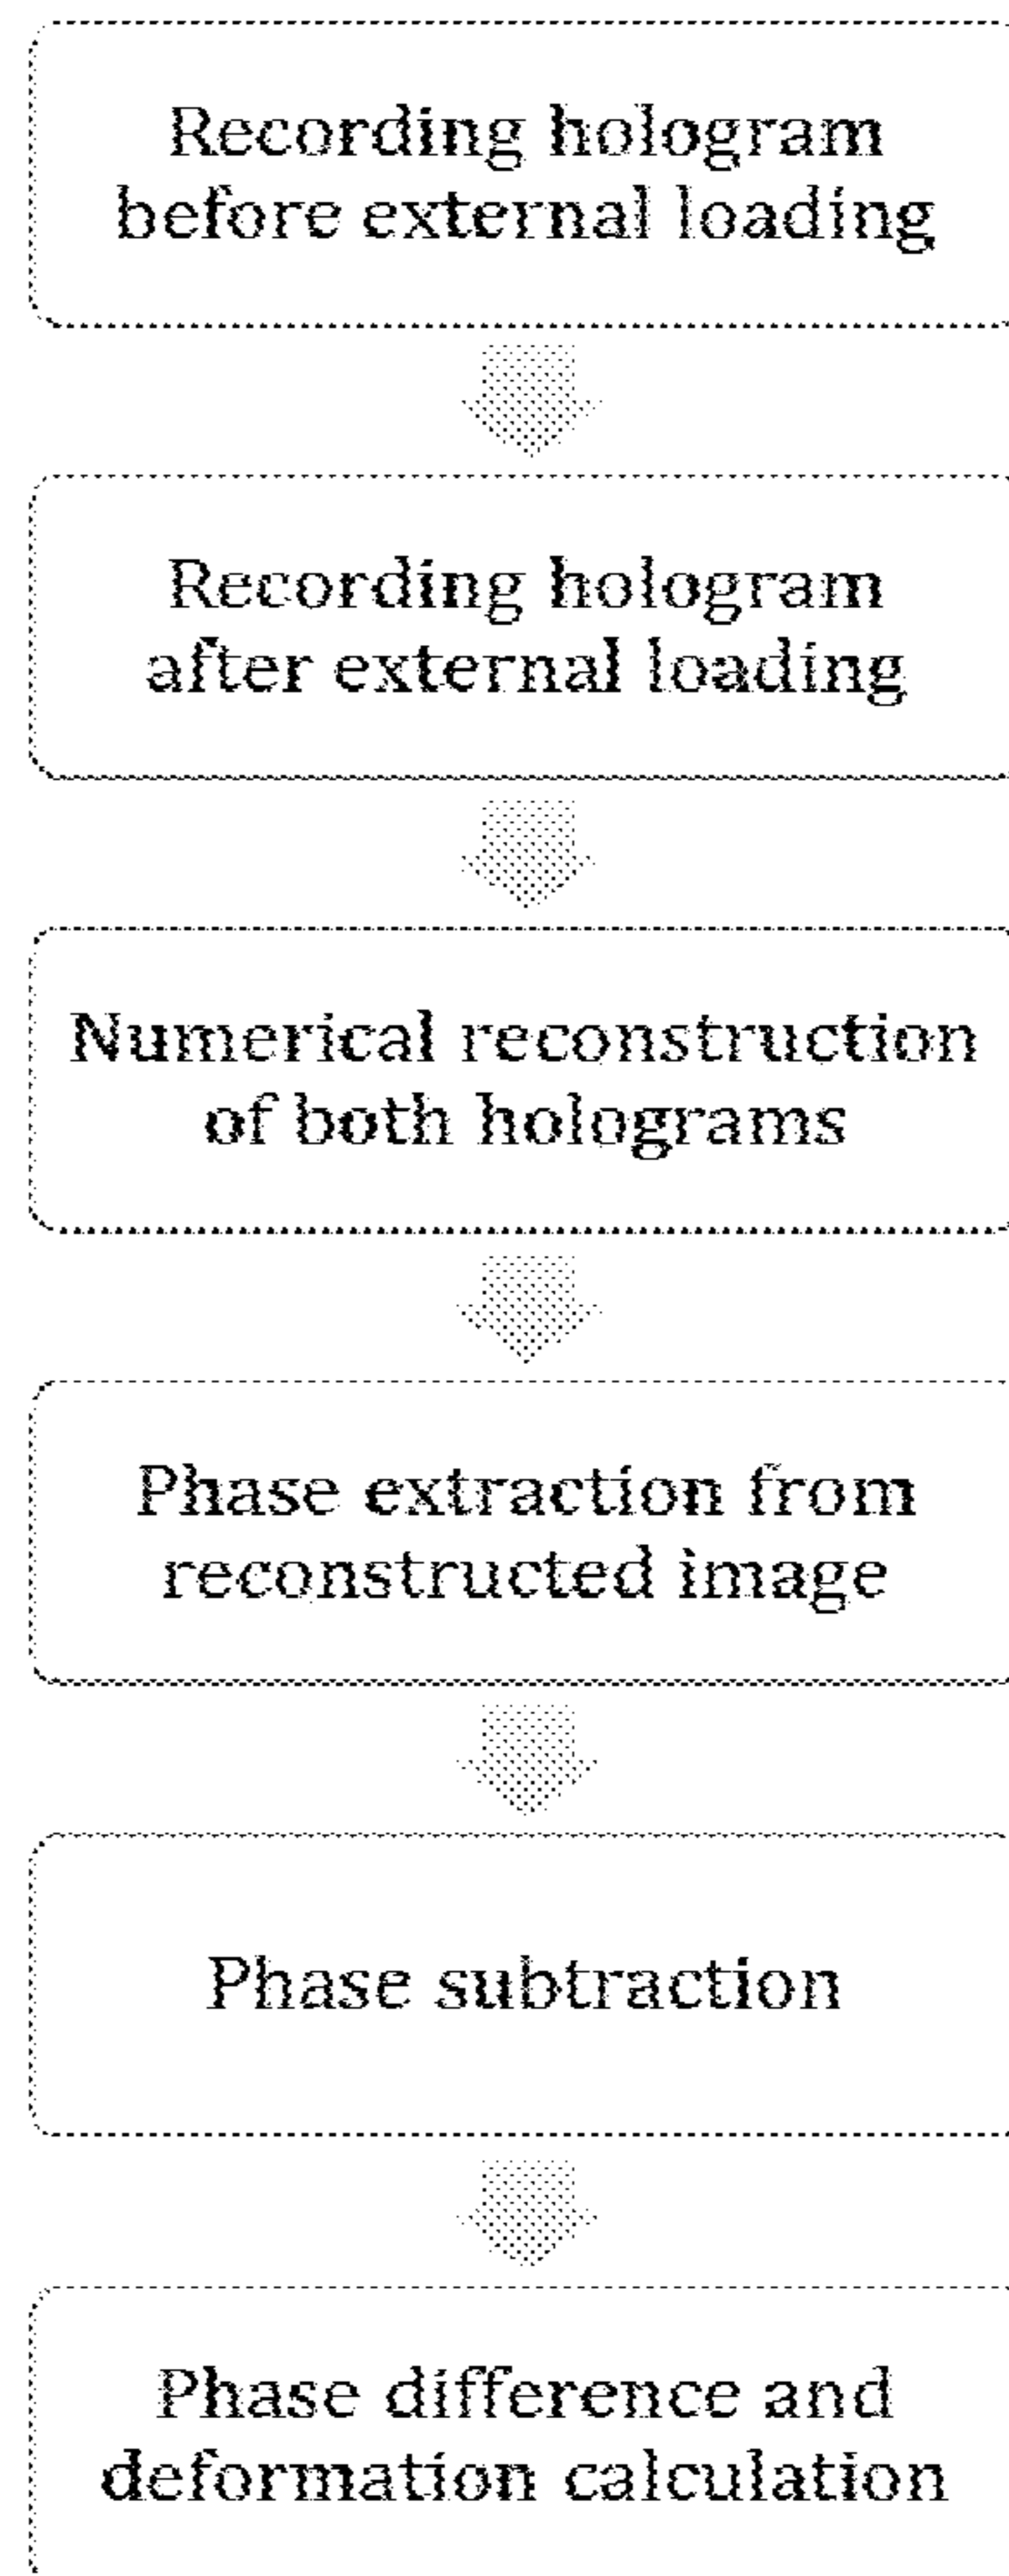 Recording hologram
before external loading
Recording hologram
after external loading
Numerical reconstruction
of both holograms
Phase extraction from
reconstructed image
Phase subtraction
Phase difference and
deformation calculation